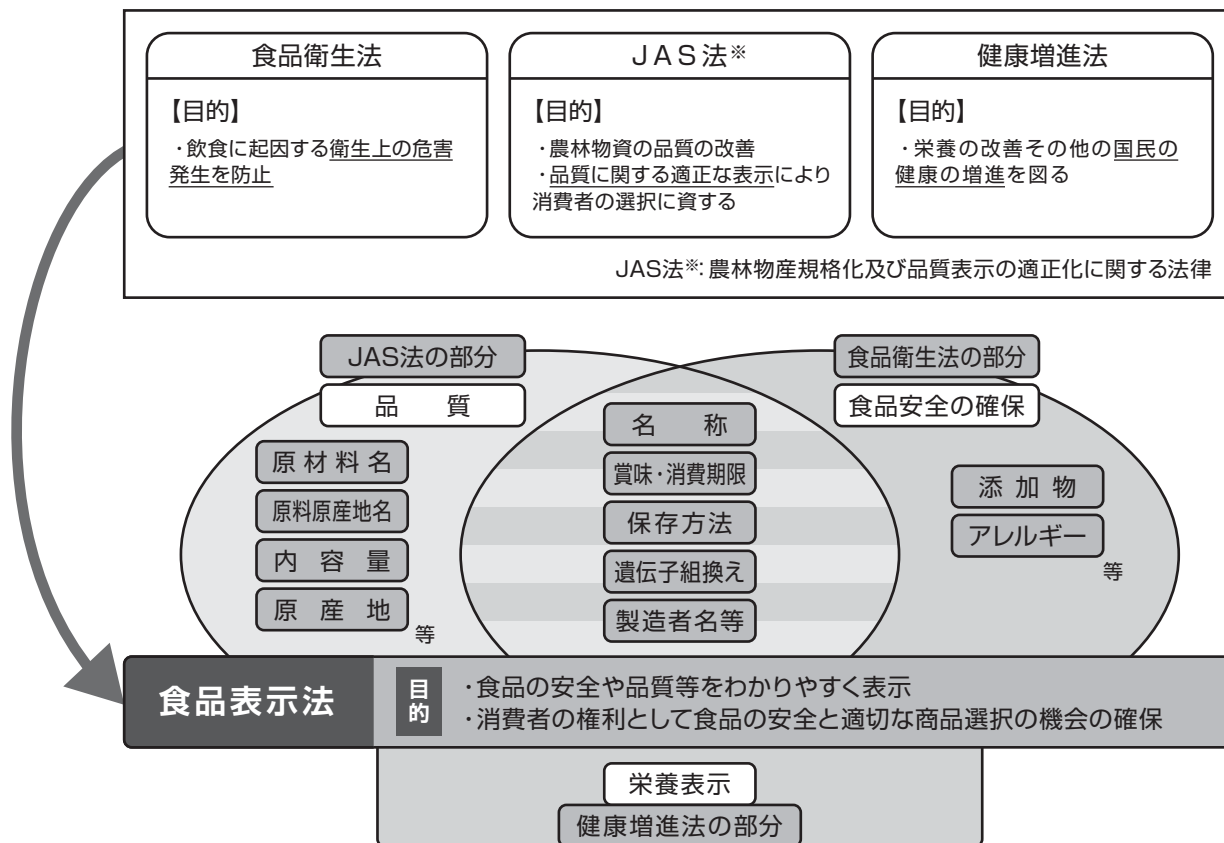 食品衛生法
【目的】
・飲食に起因する衛生上の危害
発生を防止
ＪＡＳ法※
【目的】
・農林物資の品質の改善
・品質に関する適正な表示により
消費者の選択に資する
健康増進法
【目的】
・栄養の改善その他の国民の
健康の増進を図る
JAS法※:農林物産規格化及び品質表示の適正化に関する法律
JAS法の部分
品質
原材料名
原料原産地名
内容量
原産地
等
名称
賞味・消費期限
保存方法
遺伝子組換え
製造者名等
食品衛生法の部分
食品安全の確保
添加物
アレルギー
等
食品表示法
目的
・食品の安全や品質等をわかりやすく表示
・消費者の権利として食品の安全と適切な商品選択の機会の確保
栄養表示
健康増進法の部分